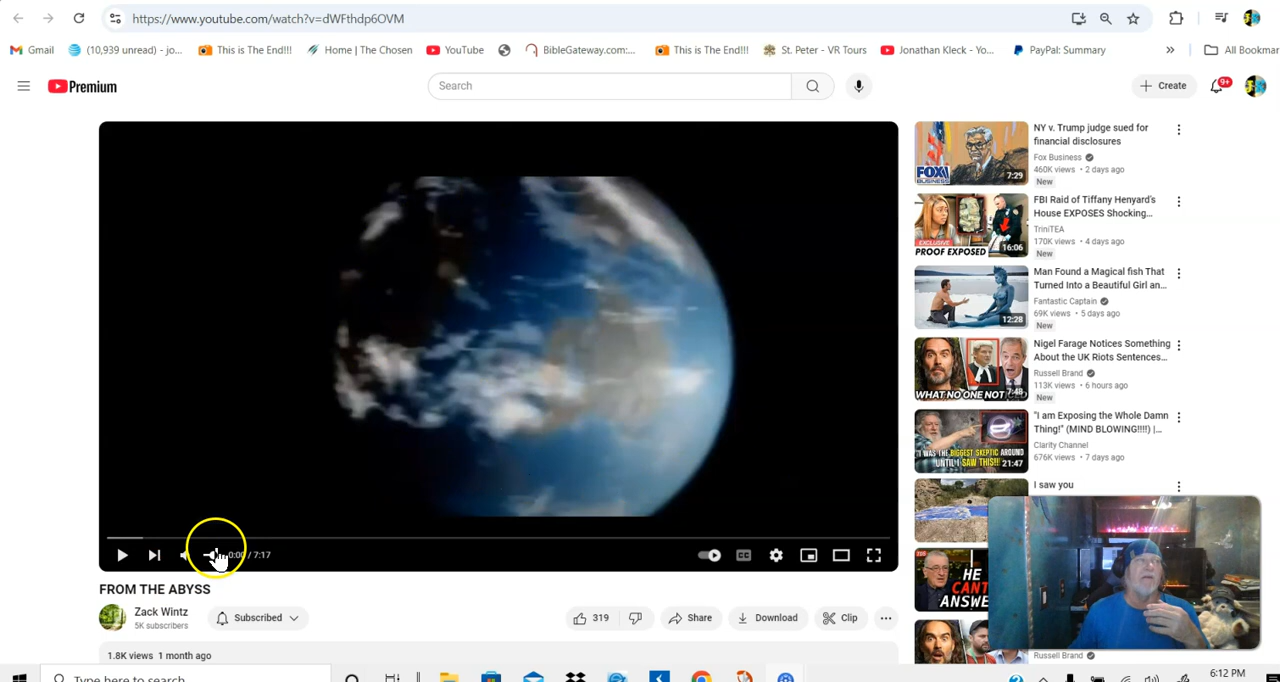 https://www.youtube.com/watch?v=dWFthdp6OVM
Gmail (10,939 unread) - jo... This is The End!!! Home | The Chosen YouTube BibleGateway.com:... This is The End!!! St. Peter - VR Tours Jonathan Kleck - Yo... PayPal: Summary » All Bookmar
Premium
Search
+ Create
9+
NY v. Trump judge sued for
financial disclosures
Fox Business
460K views • 2 days ago
New
FOX
BUSINESS
7:29
FBI Raid of Tiffany Henyard's
House EXPOSES Shocking...
TriniTEA
170K views • 4 days ago
New
EXCLUSIVE
PROOF EXPOSED
16:06
Man Found a Magical fish That
Turned Into a Beautiful Girl an...
Fantastic Captain
69K views • 5 days ago
New
12:28
Nigel Farage Notices Something
About the UK Riots Sentences...
Russell Brand
113K views • 6 hours ago
New
WHAT NO ONE NOT
7:48
"I am Exposing the Whole Damn
Thing!" (MIND BLOWING!!!!) |...
Clarity Channel
676K views • 7 days ago
I WAS THE BIGGEST SKEPTIC AROUND
UNTIL I SAW THIS!!!
21:47
I saw you
HE
CANT
ANSWE
Russell Brand
0:00 / 7:17
CC
FROM THE ABYSS
Zack Wintz
5K subscribers
Subscribed
319
Share
Download
Clip
1.8K views 1 month ago
Type here to search
6:12 PM